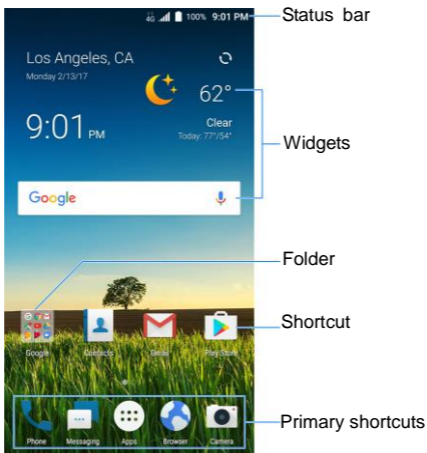 4G 100% 9:01 PM
Status bar
Los Angeles, CA
Monday 2/13/17
62°
9:01 PM
Clear
Today: 77°/54°
Widgets
Google
Folder
Shortcut
Google Contacts Gmail Play Store
Primary shortcuts
Phone Messaging Apps Browser Camera